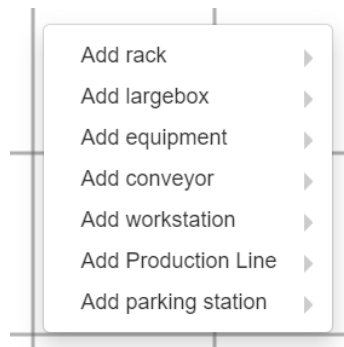 Add rack
Add largebox
Add equipment
Add conveyor
Add workstation
Add Production Line
Add parking station